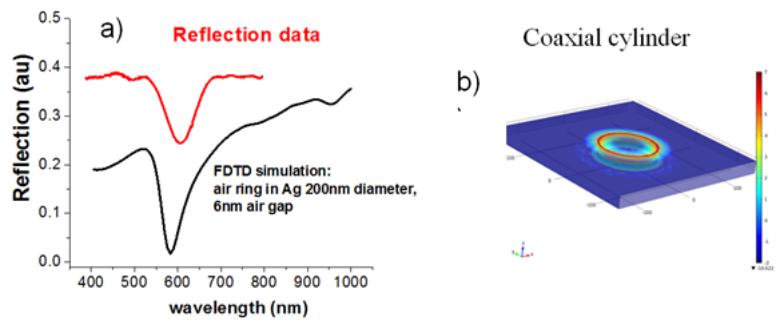 a)
Reflection data
Coaxial cylinder
b)
Reflection (au)
0.5
0.4
0.3
0.2
0.1
0.0
FDTD simulation:
air ring in Ag 200nm diameter,
6nm air gap
400 500 600 700 800 900 1000
wavelength (nm)